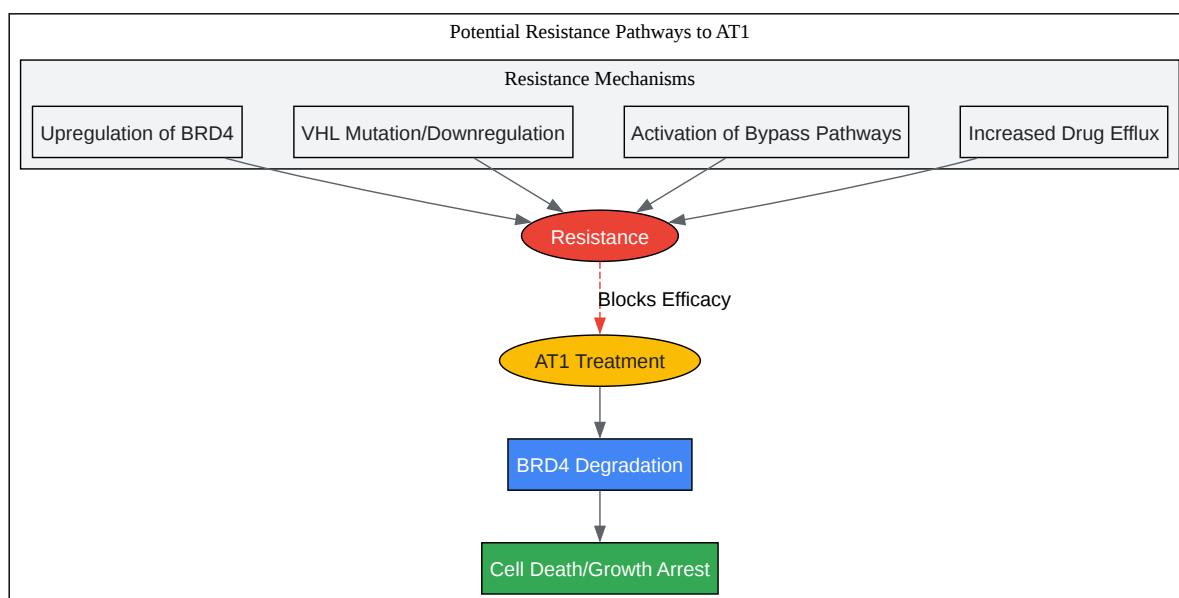 Potential Resistance Pathways to AT1
Resistance Mechanisms
Upregulation of BRD4
VHL Mutation/Downregulation
Activation of Bypass Pathways
Increased Drug Efflux
Resistance
Blocks Efficacy
AT1 Treatment
BRD4 Degradation
Cell Death/Growth Arrest